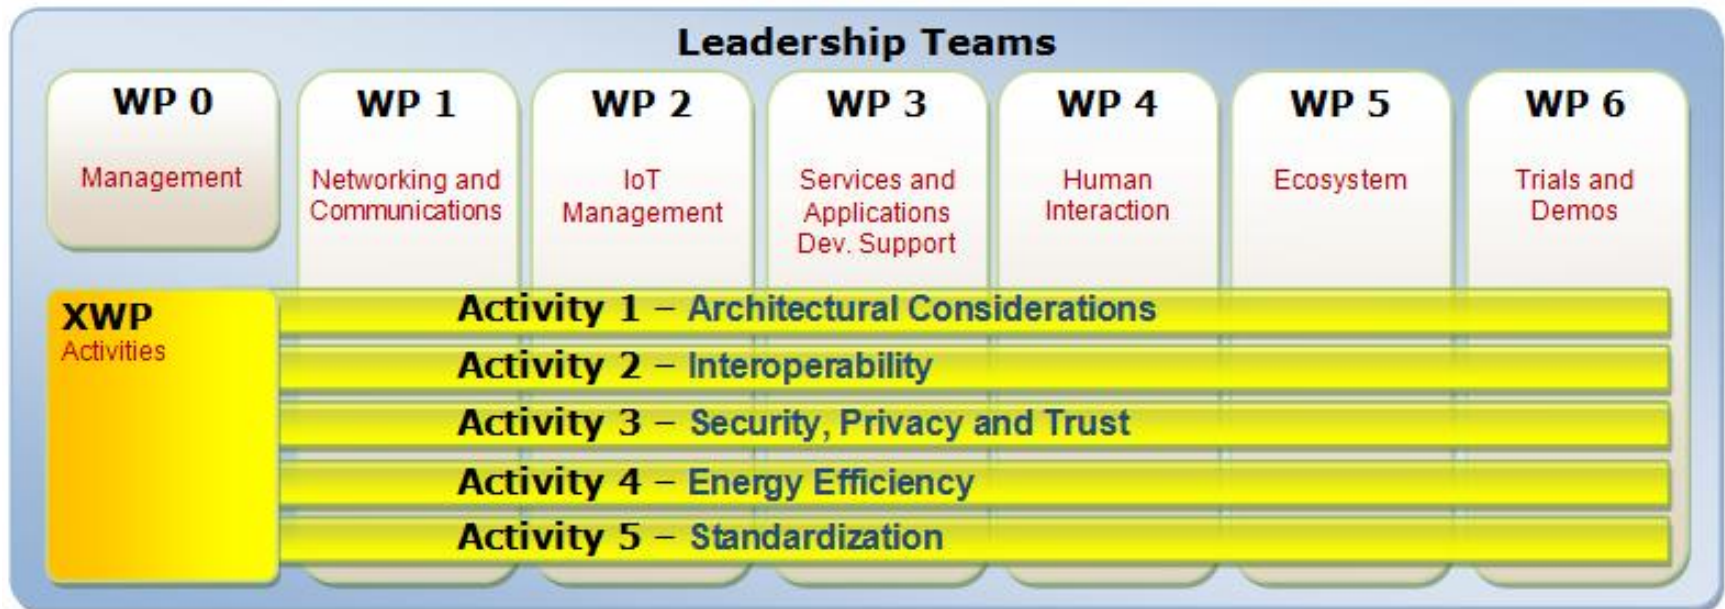 Leadership Teams
WP 0
Management
WP 1
Networking and
Communications
WP 2
IoT
Management
WP 3
Services and
Applications
Dev. Support
WP 4
Human
Interaction
WP 5
Ecosystem
WP 6
Trials and
Demos
XWP
Activities
Activity 1 – Architectural Considerations
Activity 2 – Interoperability
Activity 3 – Security, Privacy and Trust
Activity 4 – Energy Efficiency
Activity 5 – Standardization